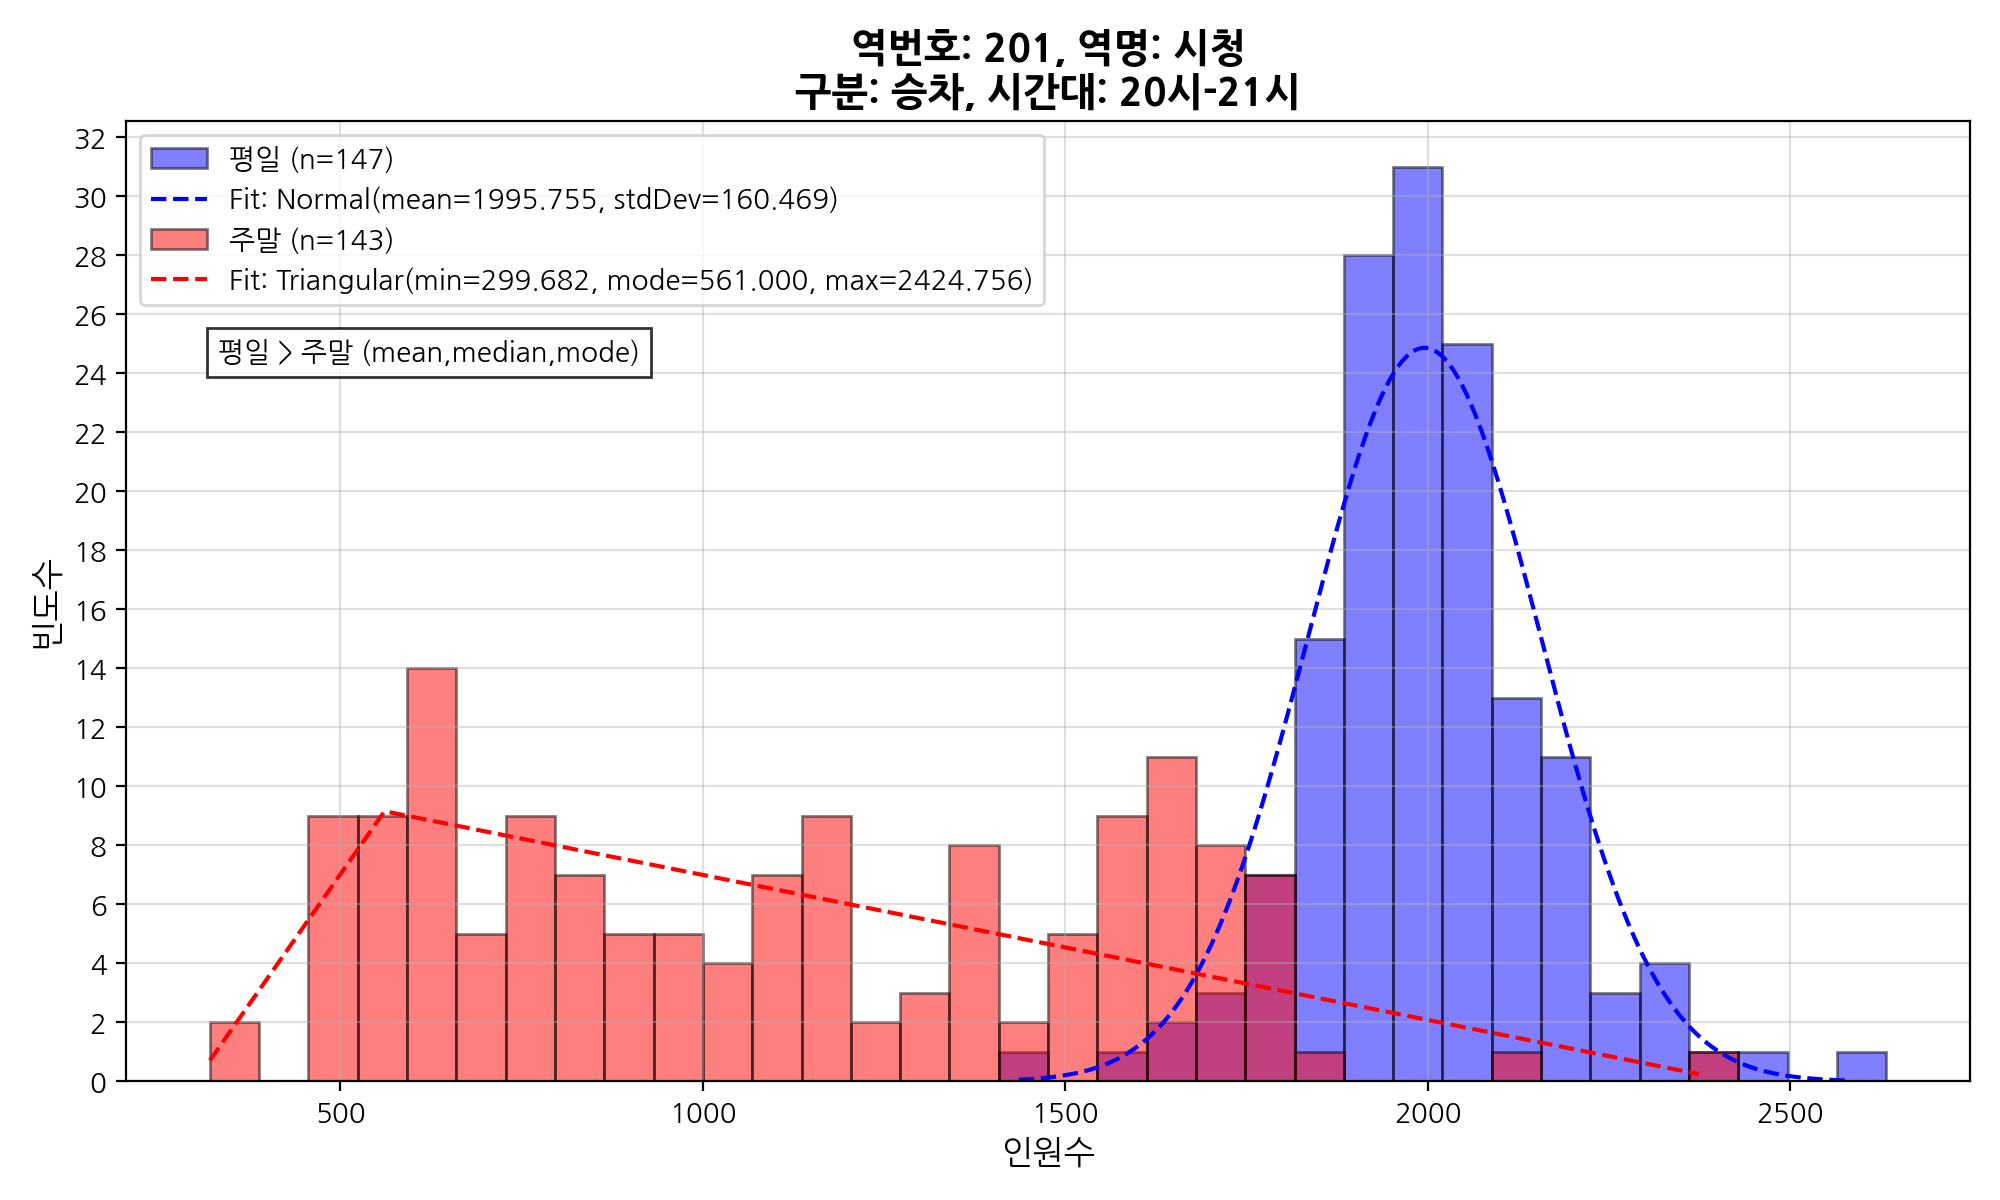 역번호: 201, 역명: 시청
구분: 승차, 시간대: 20시-21시
평일 (n=147)
Fit: Normal(mean=1995.755, stdDev=160.469)
주말 (n=143)
Fit: Triangular(min=299.682, mode=561.000, max=2424.756)
평일 > 주말 (mean,median,mode)
빈도수
32
30
28
26
24
22
20
18
16
14
12
10
8
6
4
2
0
500 1000 1500 2000 2500
인원수